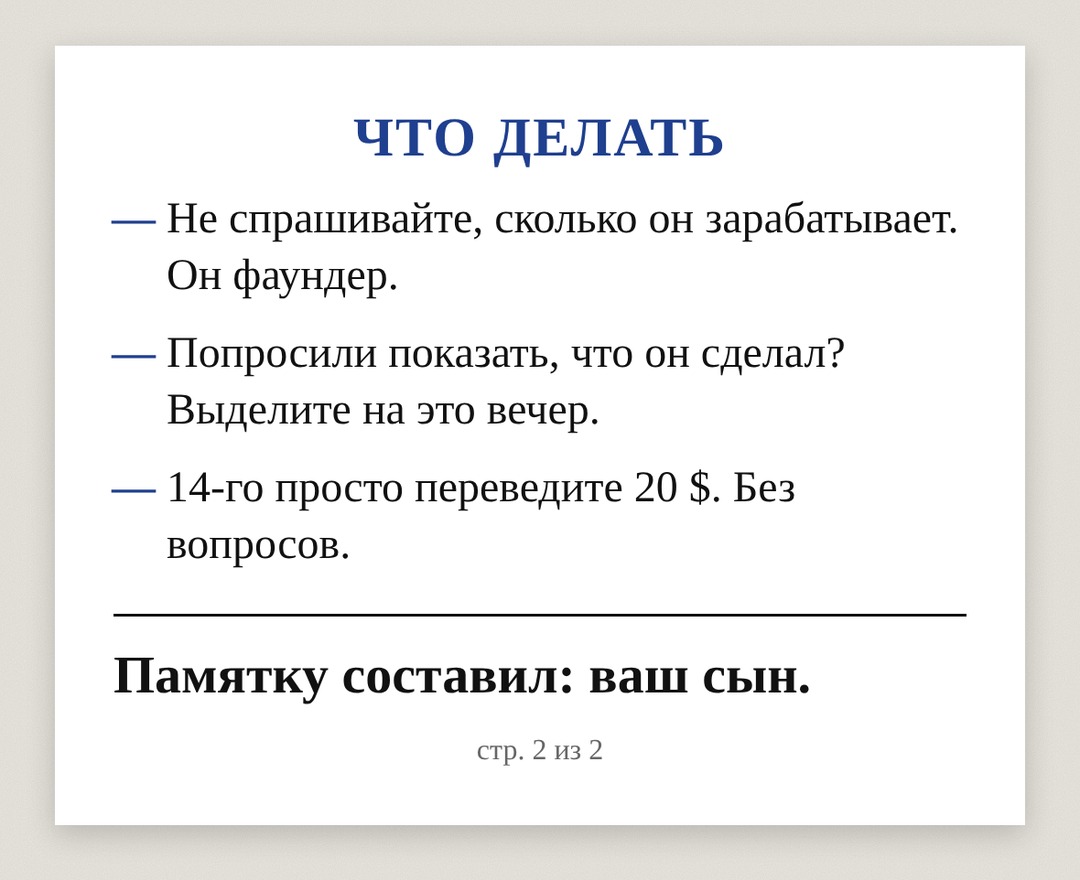 ЧТО ДЕЛАТЬ
— Не спрашивайте, сколько он зарабатывает.
Он фаундер.
— Попросили показать, что он сделал?
Выделите на это вечер.
— 14-го просто переведите 20 $. Без
вопросов.
Памятку составил: ваш сын.
стр. 2 из 2